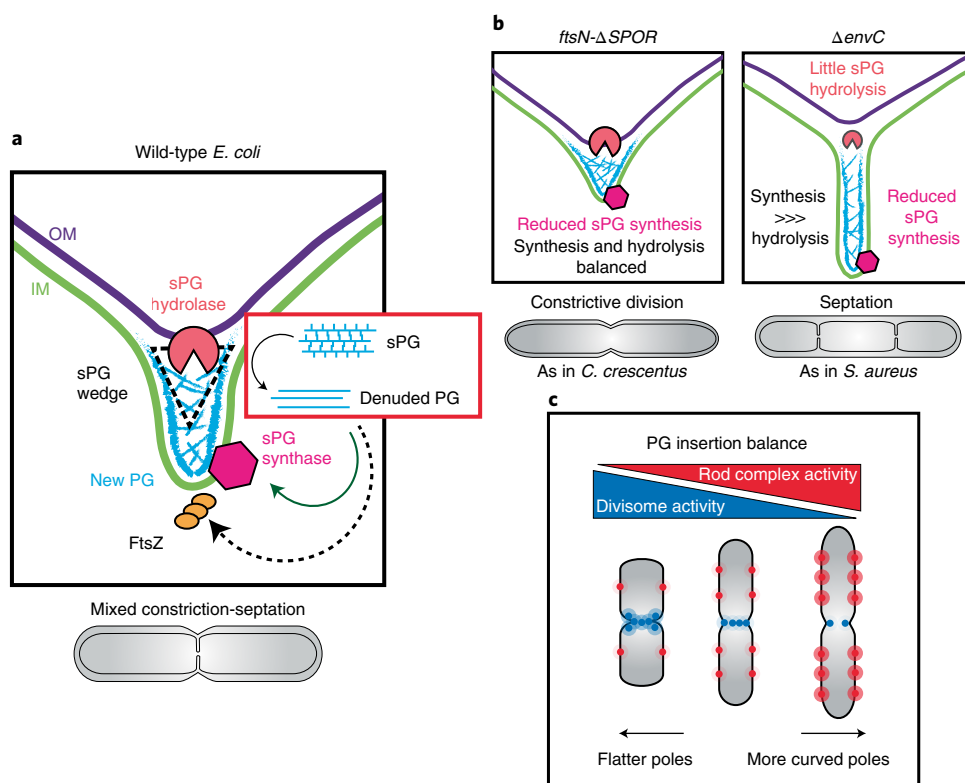 a
Wild-type E. coli
OM
IM
sPG
hydrolase
sPG
wedge
sPG
Denuded PG
sPG
synthase
New PG
FtsZ
Mixed constriction-septation
b
ftsN-ΔSPOR
Reduced sPG synthesis
Synthesis and hydrolysis
balanced
Constrictive division
As in C. crescentus
ΔenvC
Little sPG
hydrolysis
Synthesis
>>>
hydrolysis
Reduced
sPG
synthesis
Septation
As in S. aureus
c
PG insertion balance
Rod complex activity
Divisome activity
Flatter poles
More curved poles